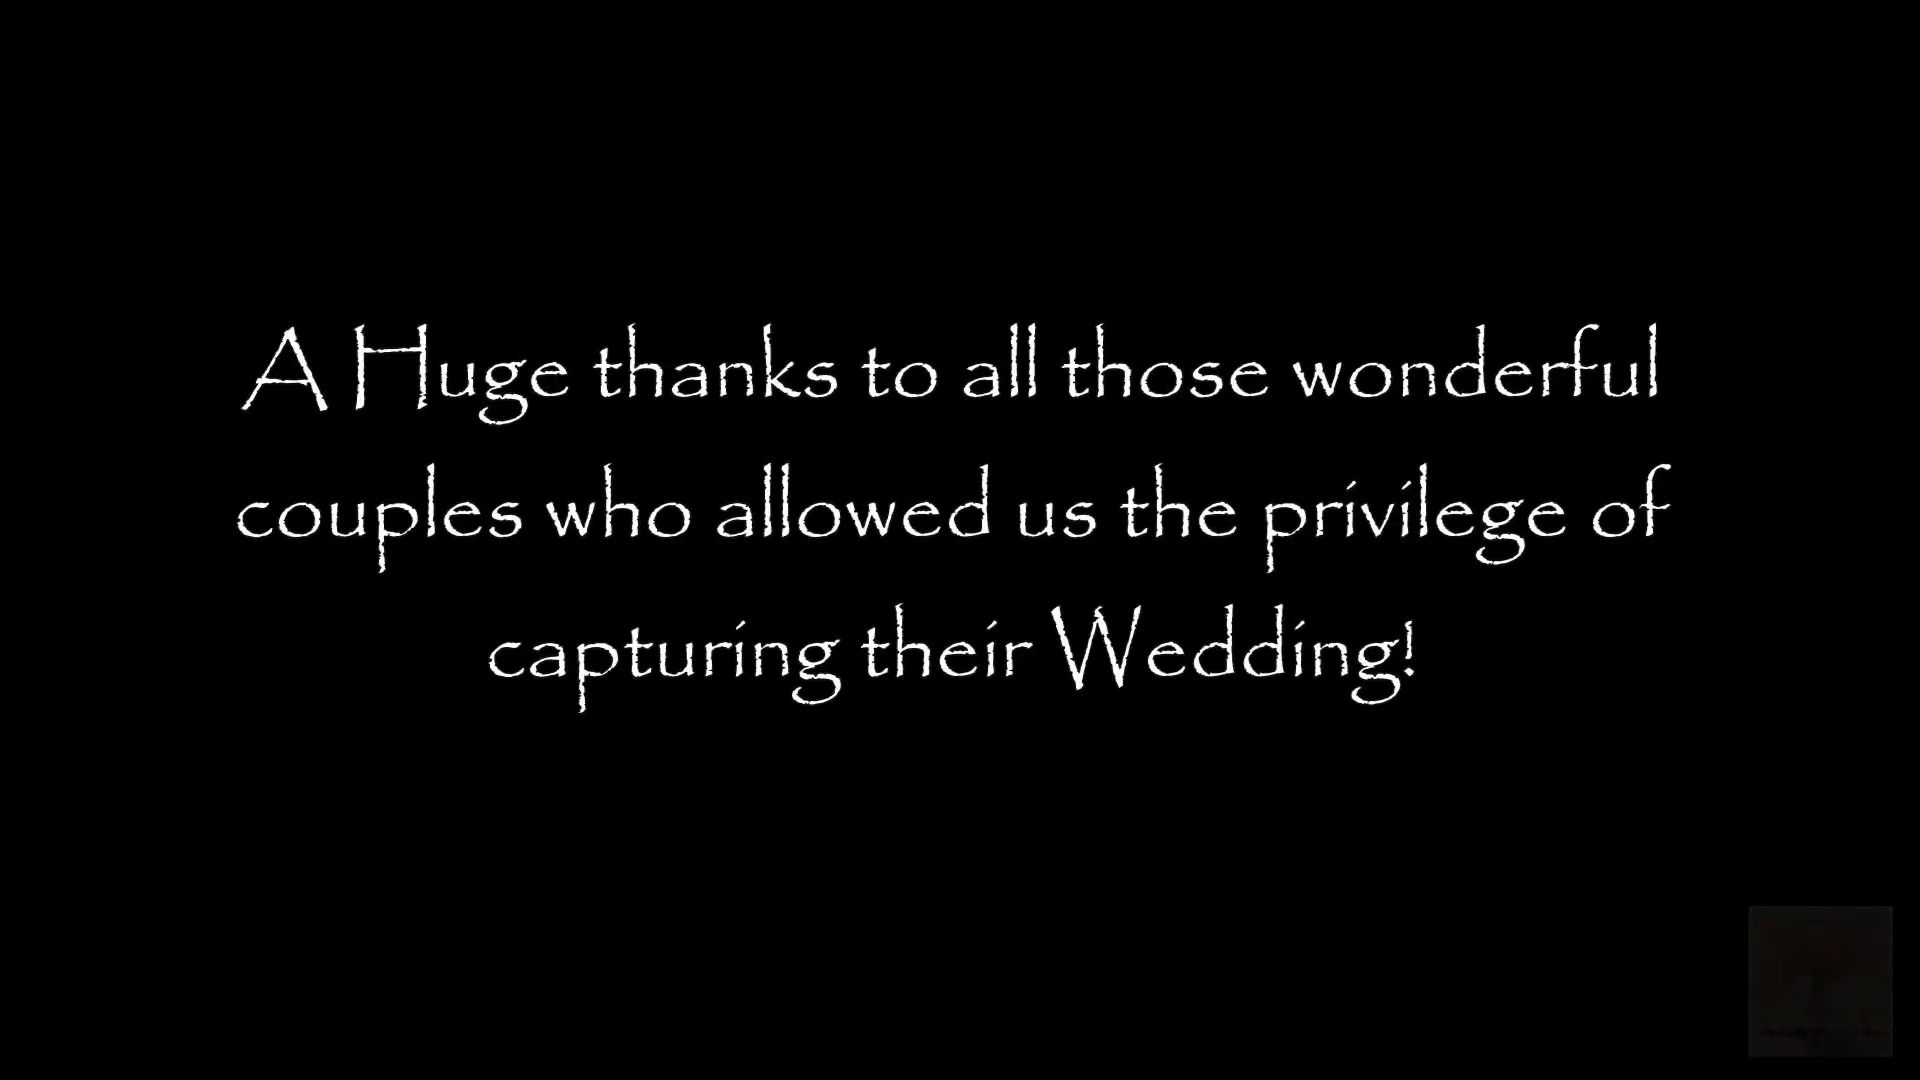 A Huge thanks to all those wonderful
couples who allowed us the privilege of
capturing their Wedding!